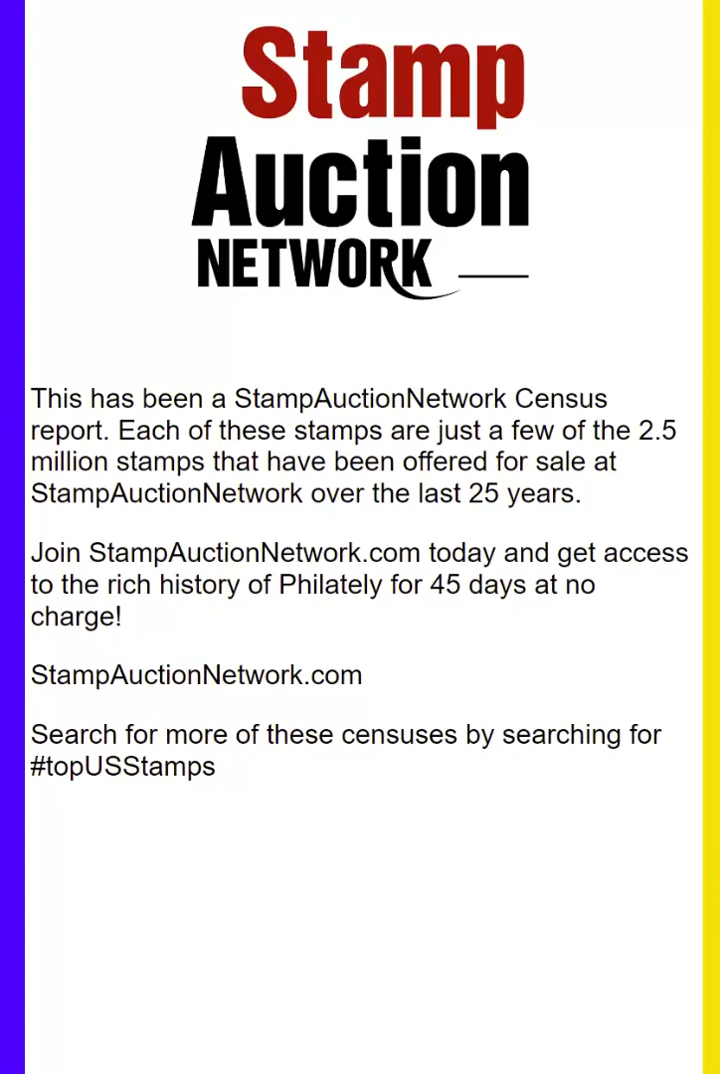 Stamp
Auction
NETWORK
This has been a StampAuctionNetwork Census
report. Each of these stamps are just a few of the 2.5
million stamps that have been offered for sale at
StampAuctionNetwork over the last 25 years.
Join StampAuctionNetwork.com today and get access
to the rich history of Philately for 45 days at no
charge!
StampAuctionNetwork.com
Search for more of these censuses by searching for
#topUSStamps